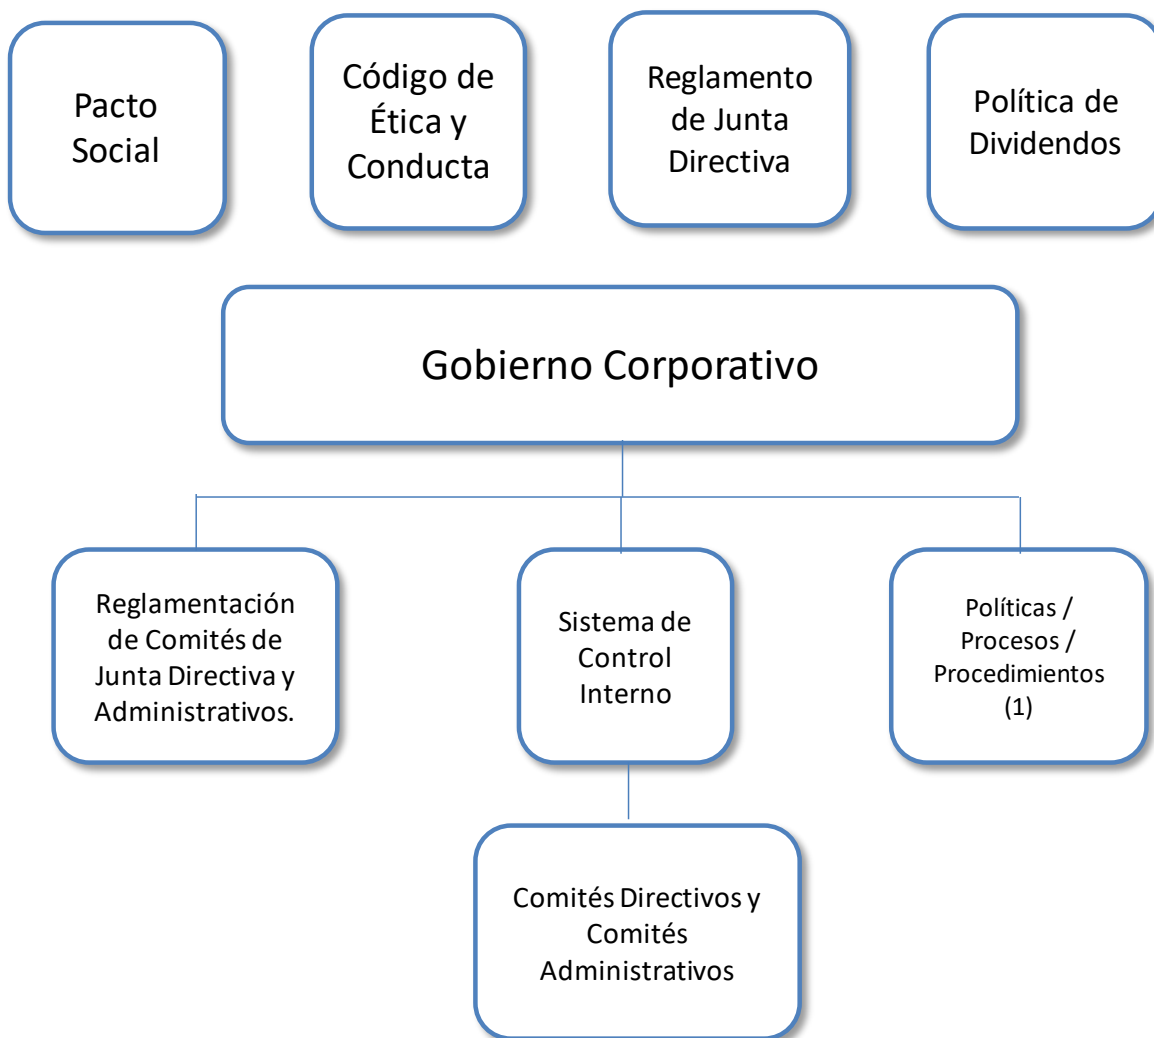 Pacto
Social
Código de
Ética y
Conducta
Reglamento
de Junta
Directiva
Política de
Dividendos
Gobierno Corporativo
Reglamentación
de Comités de
Junta Directiva y
Administrativos.
Sistema de
Control
Interno
Políticas /
Procesos /
Procedimientos
(1)
Comités Directivos y
Comités
Administrativos